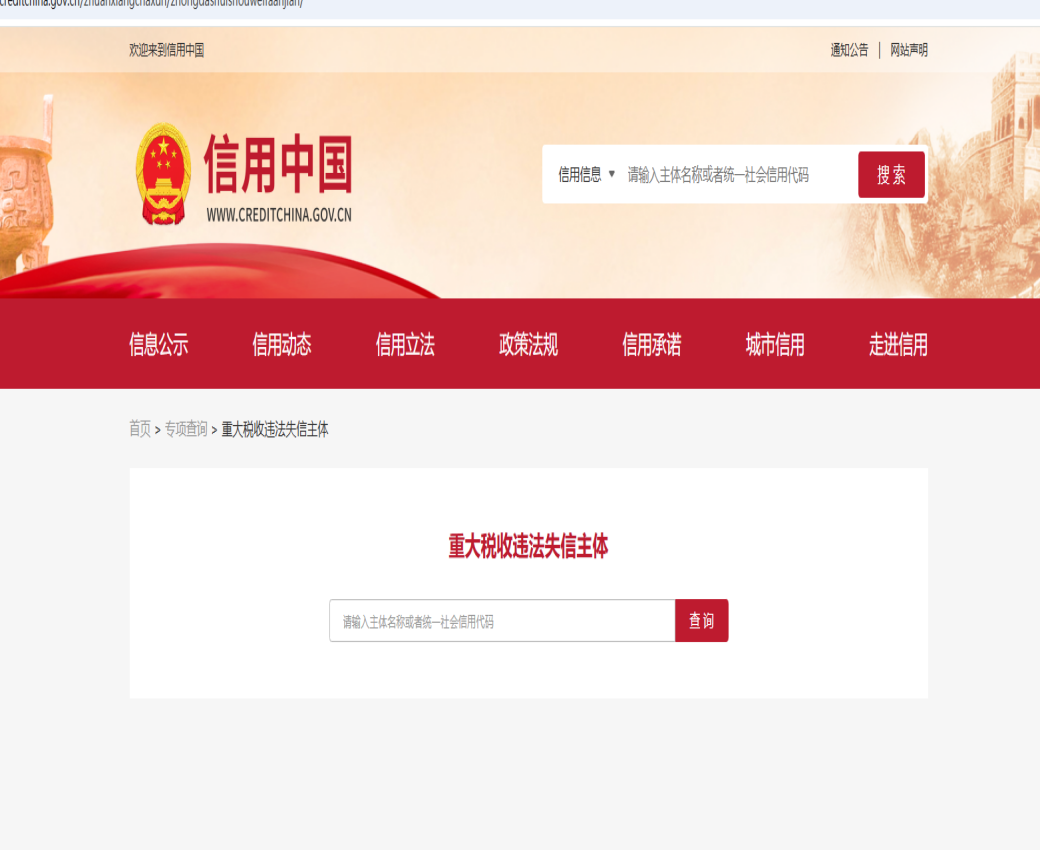 creditchina.gov.cn/zhuanxiangchaxun/zhongdashuishouweifaanjian/
欢迎来到信用中国
通知公告 | 网站声明
信用中国
WWW.CREDITCHINA.GOV.CN
信用信息 ▼ 请输入主体名称或者统一社会信用代码 搜索
信息公示 信用动态 信用立法 政策法规 信用承诺 城市信用 走进信用
首页 > 专项查询 > 重大税收违法失信主体
重大税收违法失信主体
请输入主体名称或者统一社会信用代码 查询